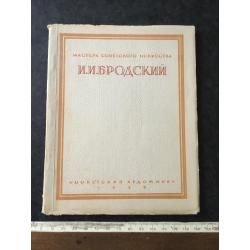 МАСТЕРА СОВЕТСКОГО ИСКУССТВА
И.И.БРОДСКИЙ
«СОВЕТСКИЙ ХУДОЖНИК»